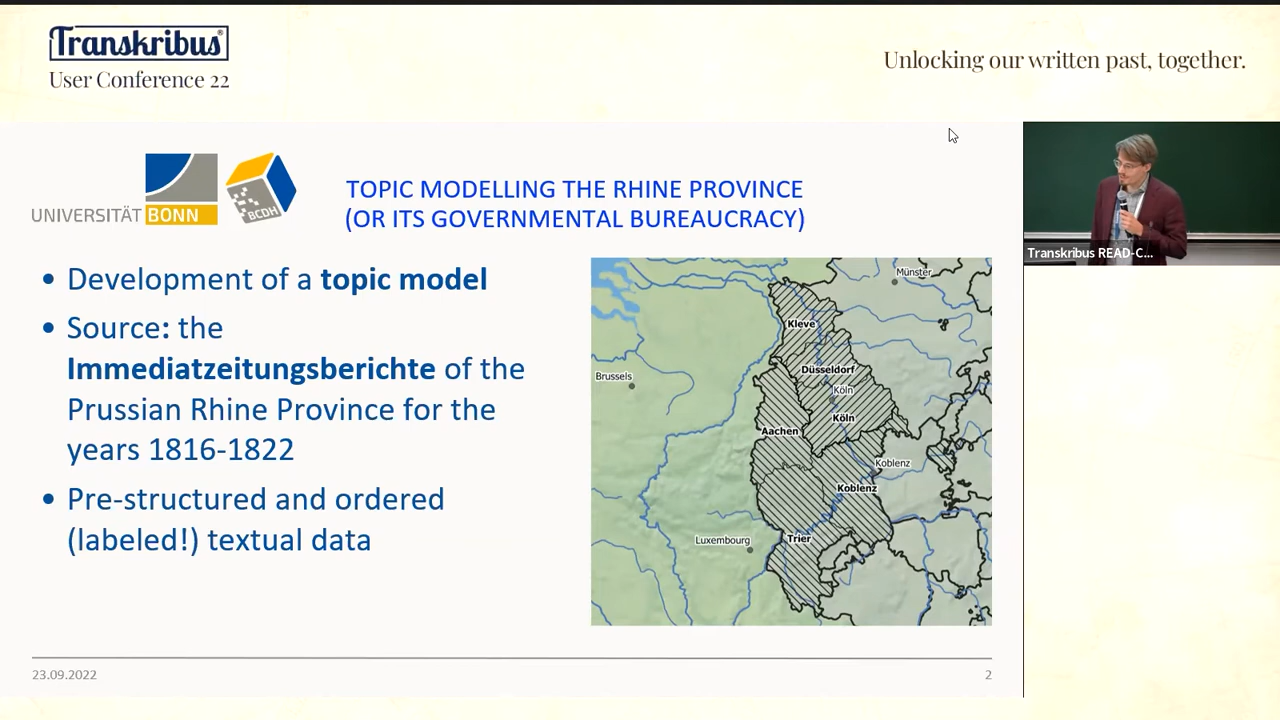 Transkribus®
User Conference 22
Unlocking our written past, together.
UNIVERSITÄT BONN
BCDH
TOPIC MODELLING THE RHINE PROVINCE
(OR ITS GOVERNMENTAL BUREAUCRACY)
• Development of a topic model
• Source: the
Immediatzeitungsberichte of the
Prussian Rhine Province for the
years 1816-1822
• Pre-structured and ordered
(labeled!) textual data
Münster
Kleve
Brussels
Düsseldorf
Köln
Köln
Aachen
Koblenz
Koblenz
Luxembourg
Trier
Transkribus READ-C...
23.09.2022
2